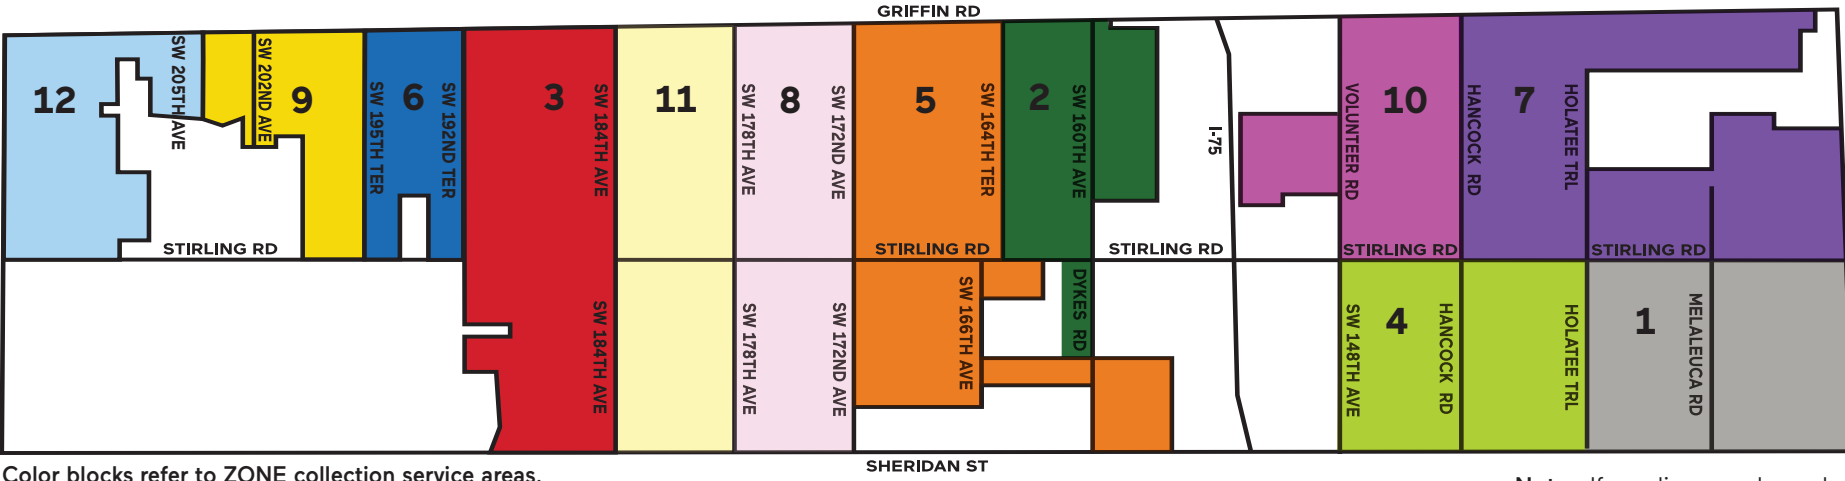 GRIFFIN RD
12
SW 205TH AVE
SW 202ND AVE
9
SW 195TH TER
6
SW 192ND TER
3
SW 184TH AVE
11
SW 178TH AVE
8
SW 172ND AVE
5
SW 164TH TER
2
SW 160TH AVE
I-75
VOLUNTEER RD
10
HANCOCK RD
7
HOLATEE TRL
STIRLING RD
STIRLING RD
STIRLING RD
STIRLING RD
STIRLING RD
SW 184TH AVE
SW 178TH AVE
SW 172ND AVE
SW 166TH AVE
DYKES RD
SW 148TH AVE
4
HANCOCK RD
HOLATEE TRL
1
MELALEUCA RD
SHERIDAN ST
Color blocks refer to ZONE collection service areas.